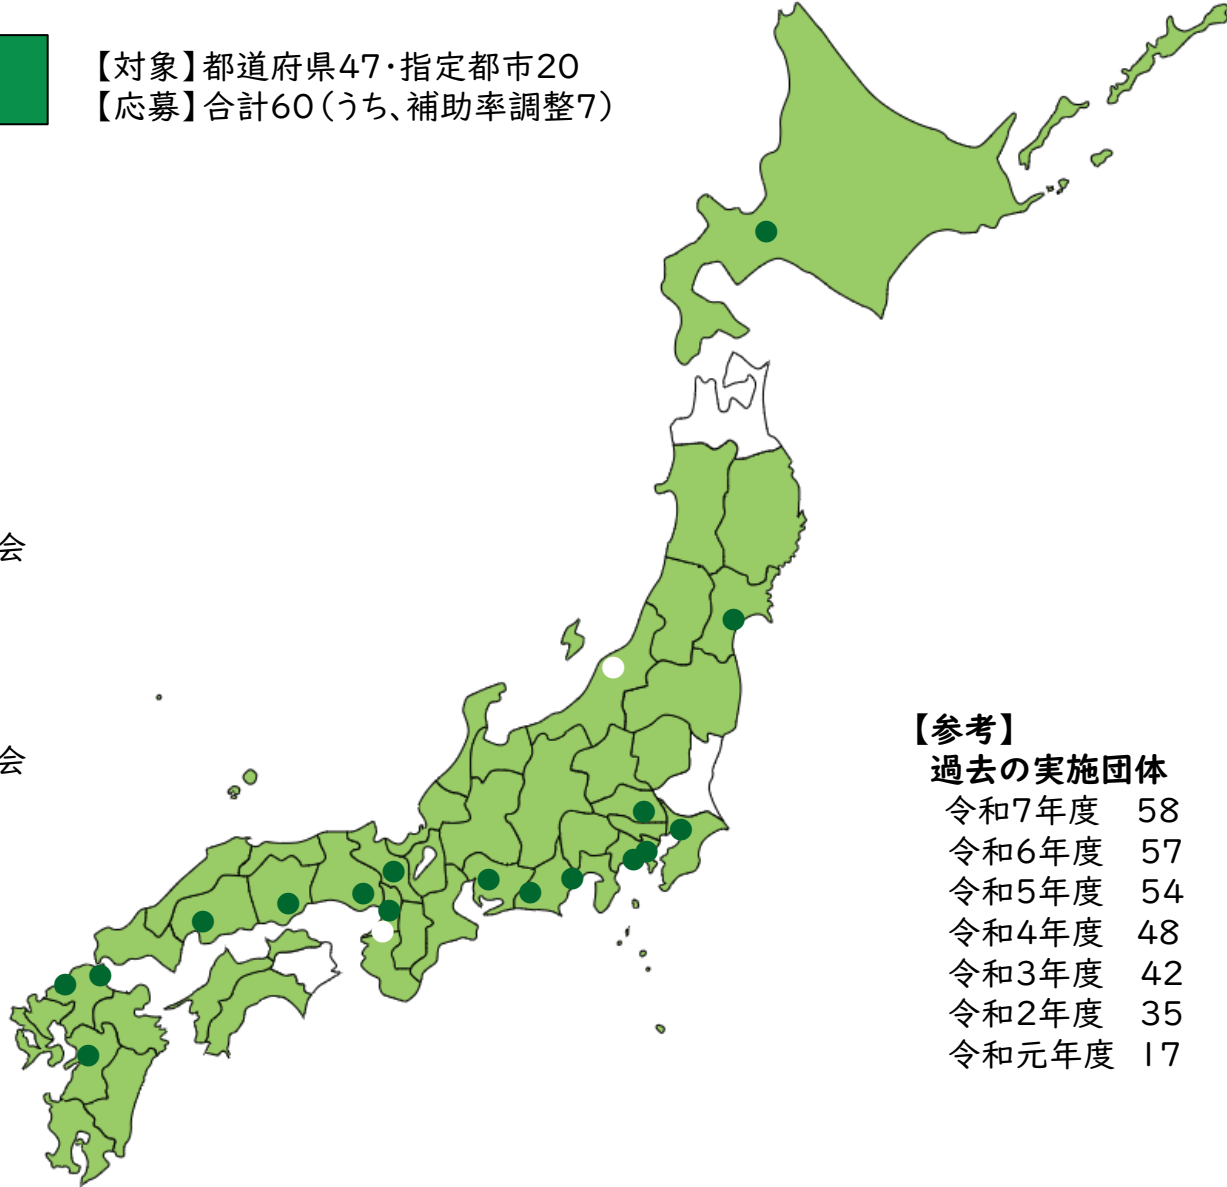 【対象】都道府県47・指定都市20
【応募】合計60（うち、補助率調整7）
会
会
【参考】
過去の実施団体
令和7年度 58
令和6年度 57
令和5年度 54
令和4年度 48
令和3年度 42
令和2年度 35
令和元年度 17